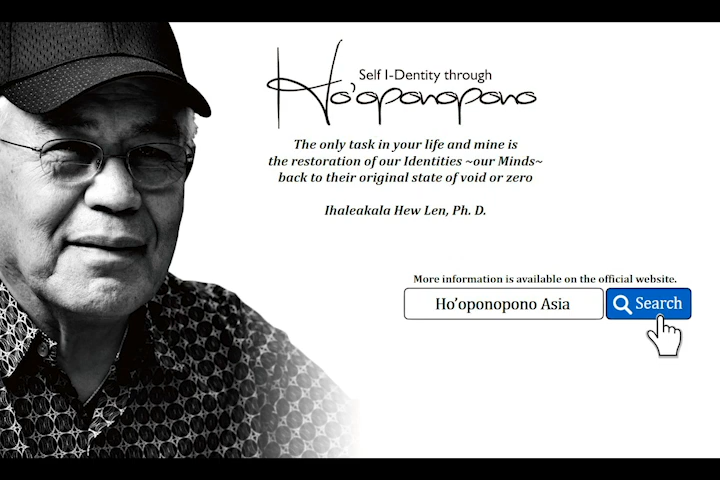 Self I-Dentity through
Ho'oponopono
The only task in your life and mine is
the restoration of our Identities ~our Minds~
back to their original state of void or zero
Ihaleakala Hew Len, Ph. D.
More information is available on the official website.
Ho'oponopono Asia
Search